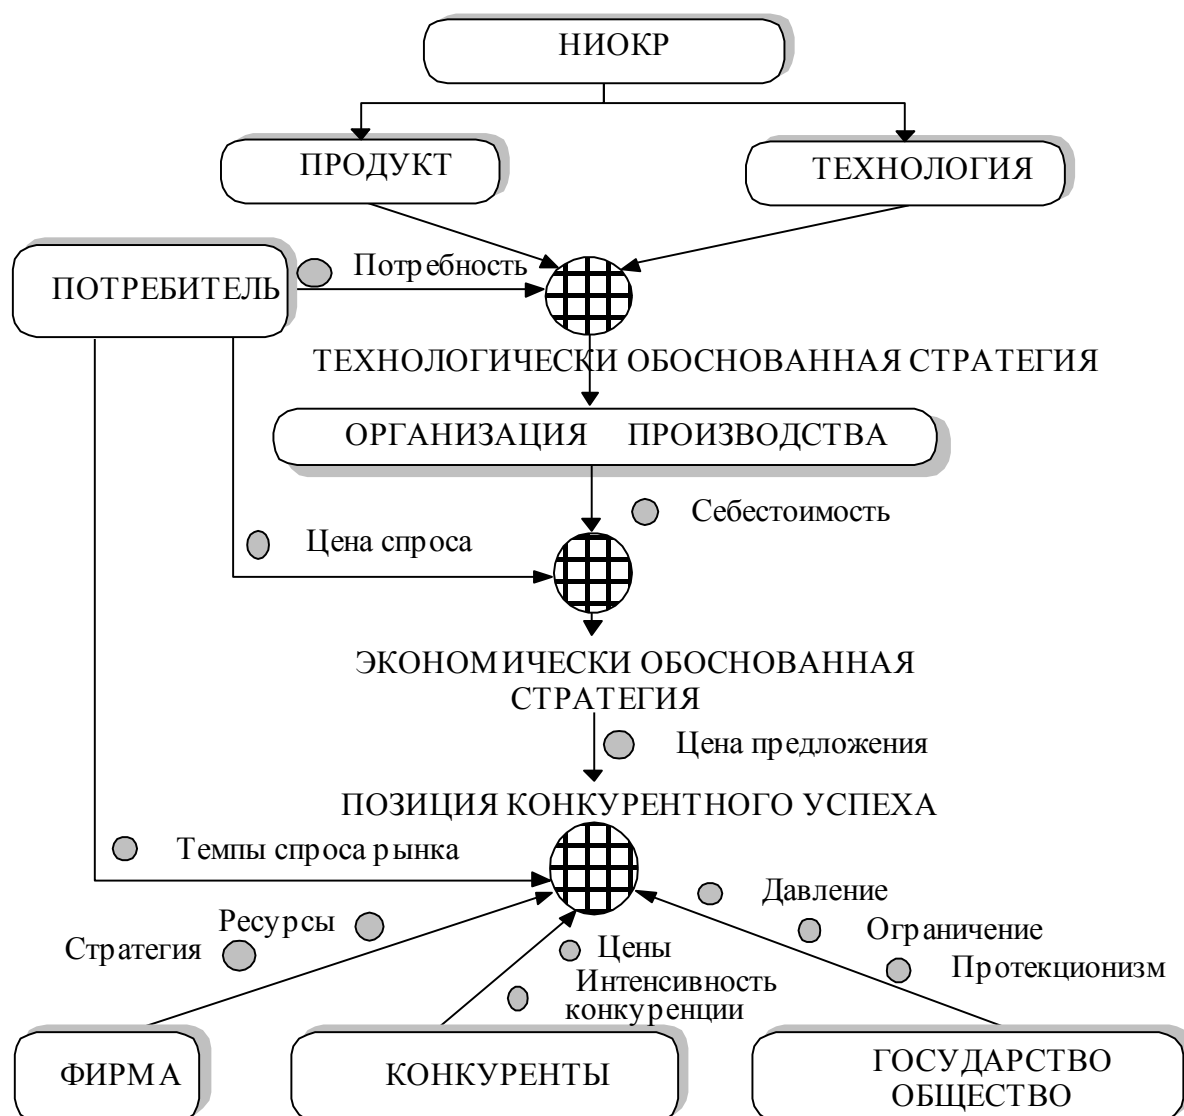 НИОКР
ПРОДУКТ
ТЕХНОЛОГИЯ
Потребность
ПОТРЕБИТЕЛЬ
ТЕХНОЛОГИЧЕСКИ ОБОСНОВАННАЯ СТРАТЕГИЯ
ОРГАНИЗАЦИЯ ПРОИЗВОДСТВА
Себестоимость
Цена спроса
ЭКОНОМИЧЕСКИ ОБОСНОВАННАЯ
СТРАТЕГИЯ
Цена предложения
ПОЗИЦИЯ КОНКУРЕНТНОГО УСПЕХА
Темпы спроса рынка
Давление
Ресурсы
Ограничение
Стратегия
Цены
Протекционизм
Интенсивность
конкуренции
ФИРМА
КОНКУРЕНТЫ
ГОСУДАРСТВО
ОБЩЕСТВО